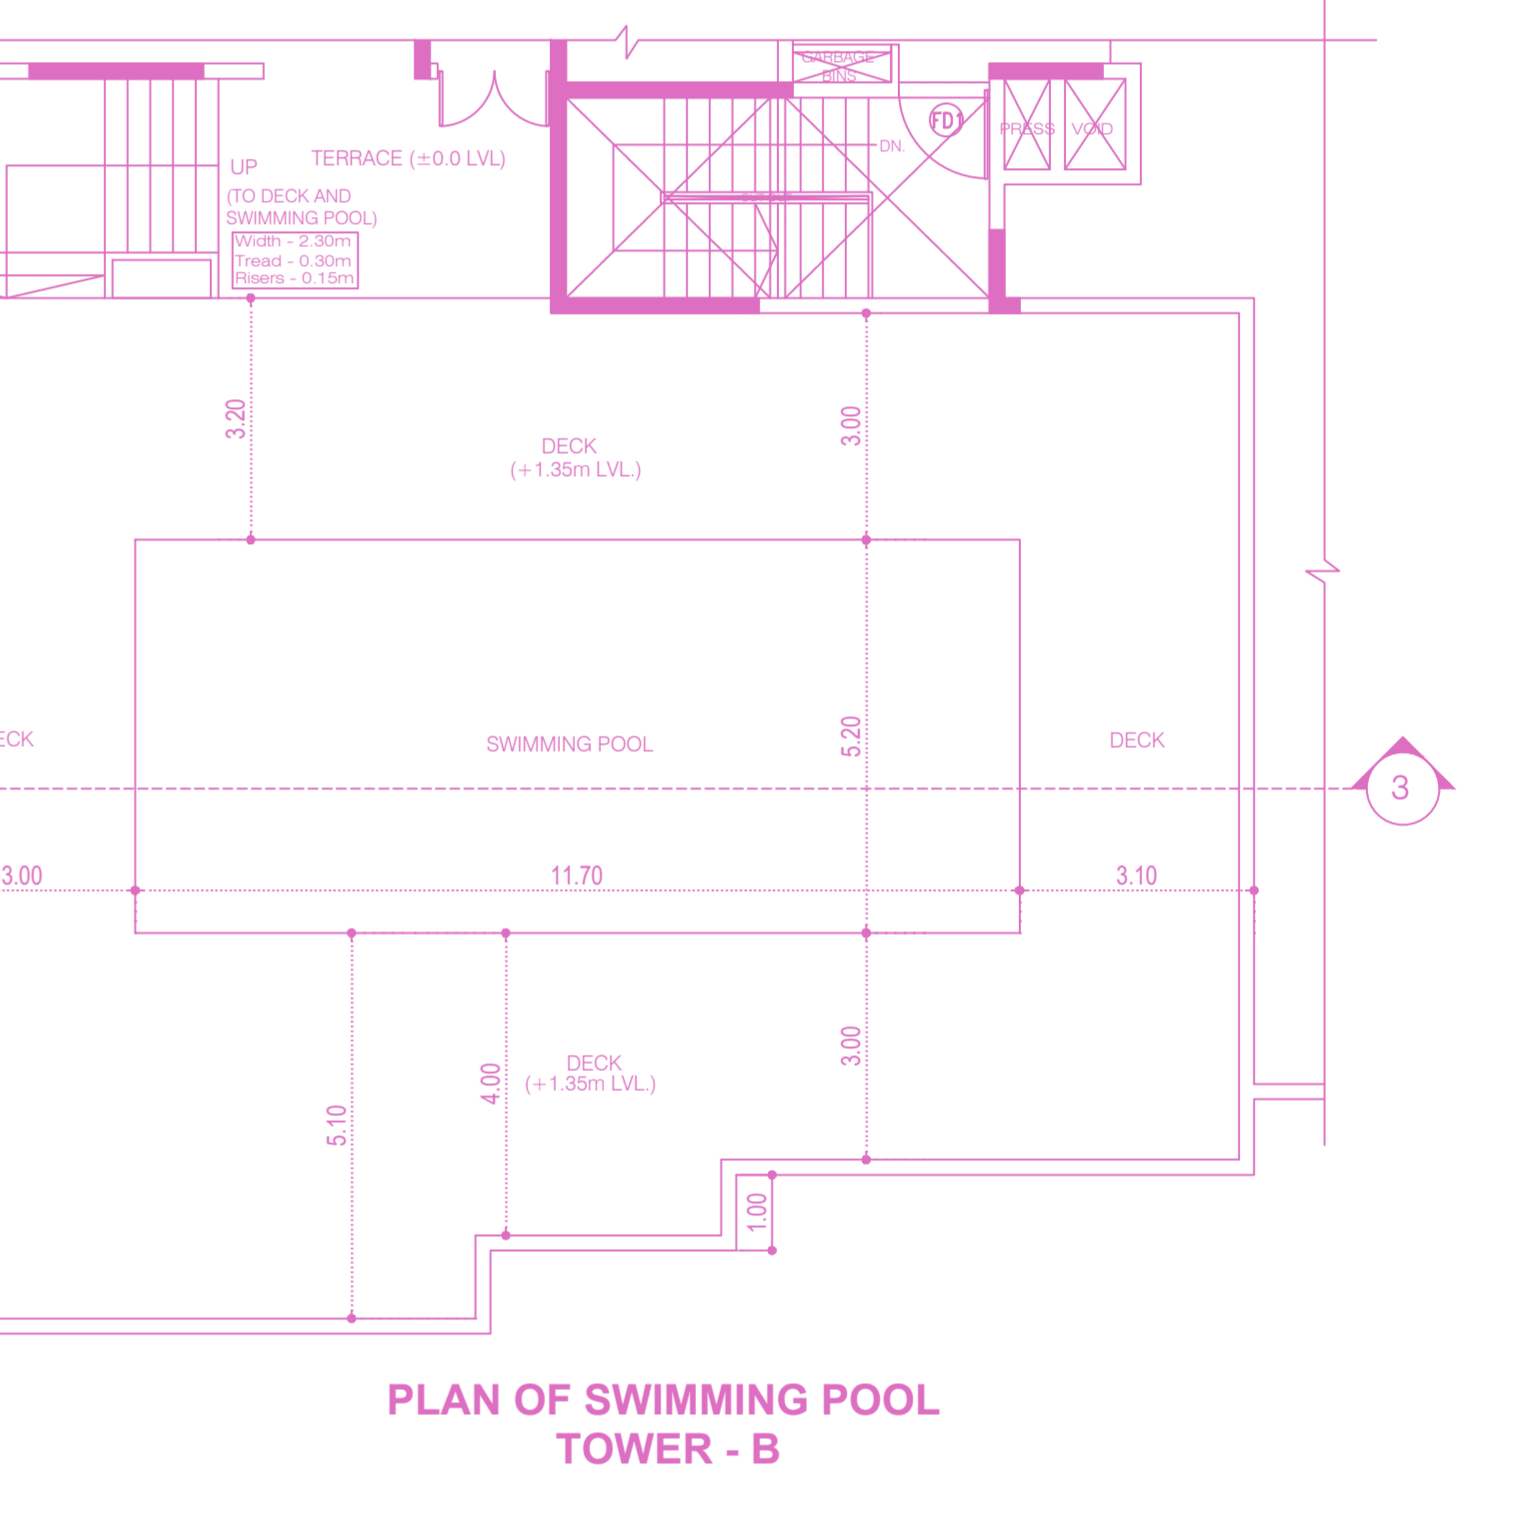 GARBAGE
BINS
FD1
PRESS
VOID
DN.
TERRACE (±0.0 LVL)
UP
(TO DECK AND
SWIMMING POOL)
Width - 2.30m
Tread - 0.30m
Risers - 0.15m
CUT OUT
3.20
3.00
DECK
(+1.35m LVL.)
ECK
SWIMMING POOL
5.20
DECK
3
3.00
11.70
3.10
5.10
4.00
DECK
(+1.35m LVL.)
3.00
1.00
PLAN OF SWIMMING POOL
TOWER - B